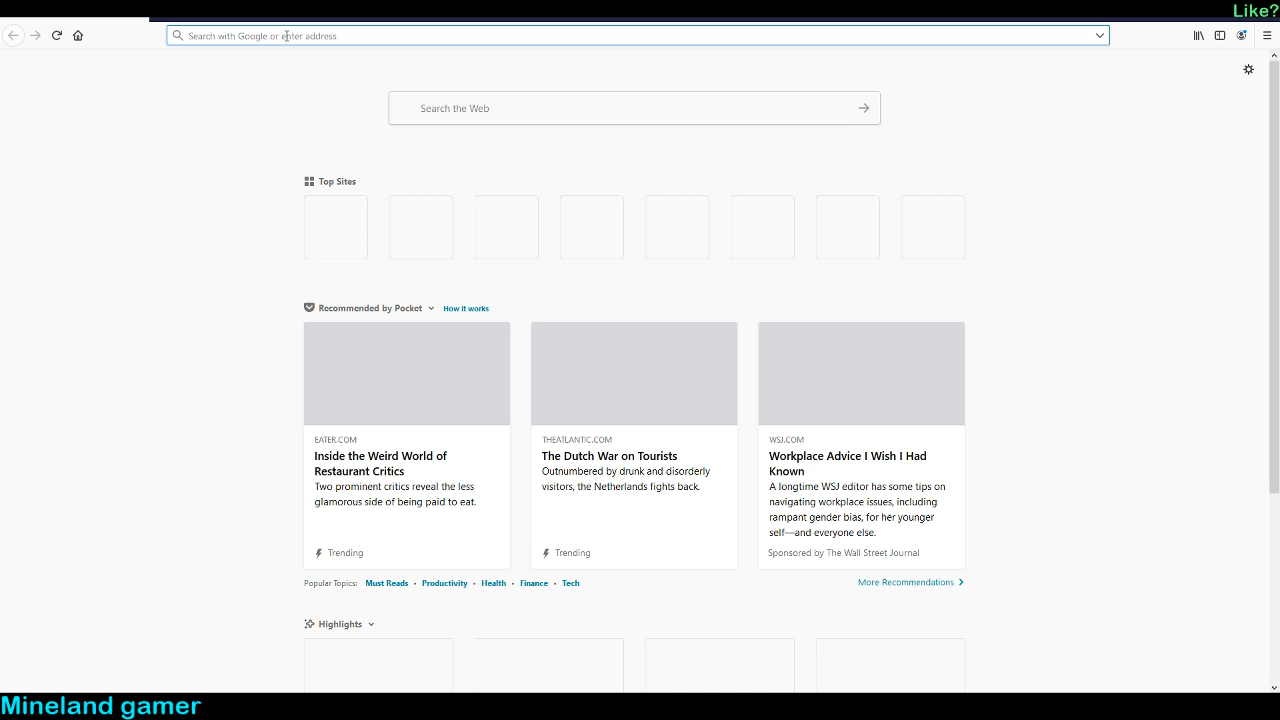 Like?
Search with Google or enter address
Search the Web
Top Sites
Recommended by Pocket How it works
EATER.COM
Inside the Weird World of
Restaurant Critics
Two prominent critics reveal the less
glamorous side of being paid to eat.
Trending
THEATLANTIC.COM
The Dutch War on Tourists
Outnumbered by drunk and disorderly
visitors, the Netherlands fights back.
Trending
WSJ.COM
Workplace Advice I Wish I Had
Known
A longtime WSJ editor has some tips on
navigating workplace issues, including
rampant gender bias, for her younger
self—and everyone else.
Sponsored by The Wall Street Journal
Popular Topics: Must Reads • Productivity • Health • Finance • Tech
More Recommendations
Highlights
Mineland gamer